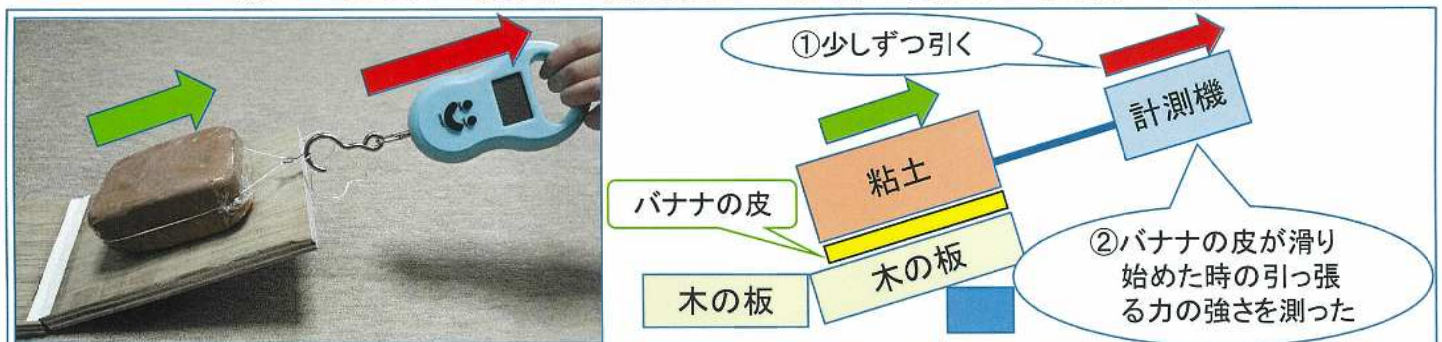 ①少しずつ引く
計測機
粘土
バナナの皮
木の板
木の板
②バナナの皮が滑り
始めた時の引っ張
る力の強さを測った